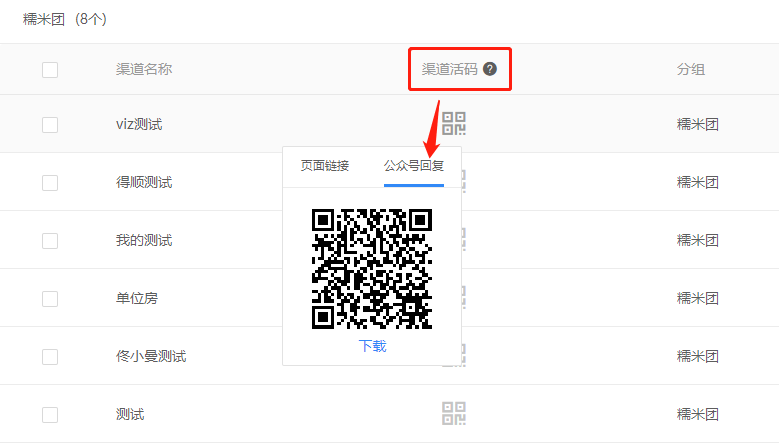 糯米团（8个）
渠道名称 渠道活码 ? 分组
viz测试 糯米团
页面链接 公众号回复
得顺测试 糯米团
我的测试 糯米团
单位房 糯米团
下载
佟小曼测试 糯米团
测试 糯米团